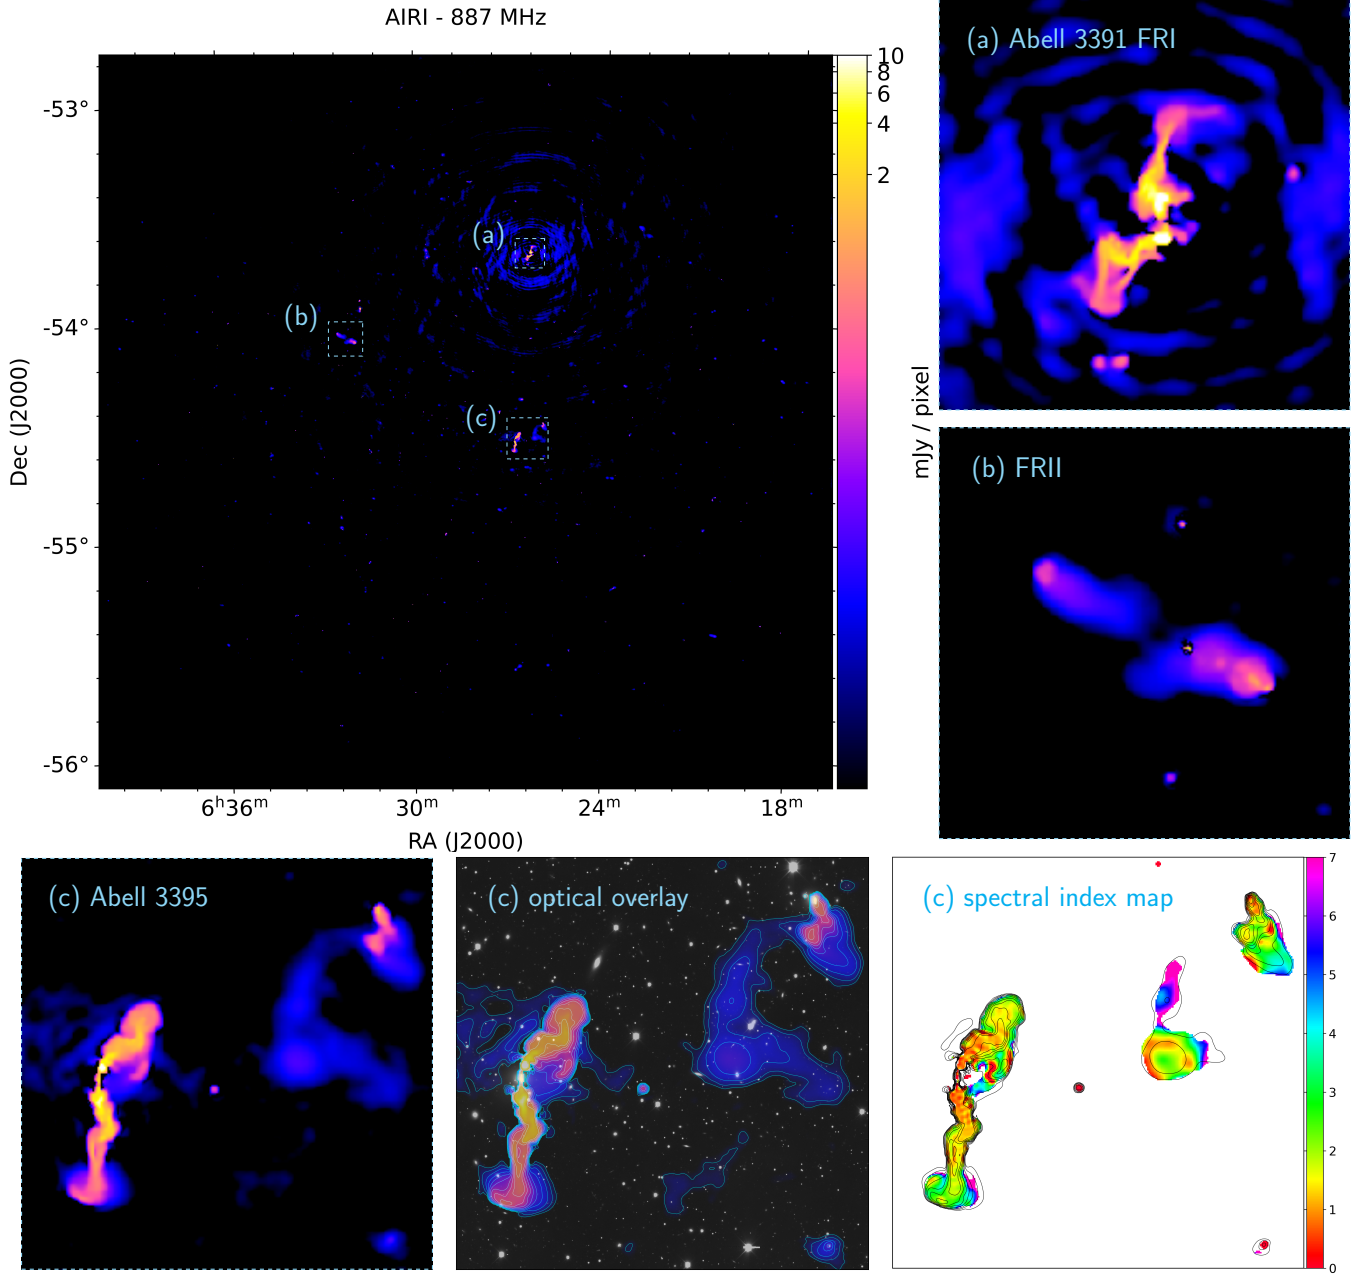 AIRI - 887 MHz
10
8
6
4
2
mJy / pixel
-53°
-54°
-55°
-56°
Dec (J2000)
(a)
(b)
(c)
6ʰ36ᵐ
30ᵐ
24ᵐ
18ᵐ
RA (J2000)
(a) Abell 3391 FRI
(b) FRII
(c) Abell 3395
(c) optical overlay
(c) spectral index map
7
6
5
4
3
2
1
0